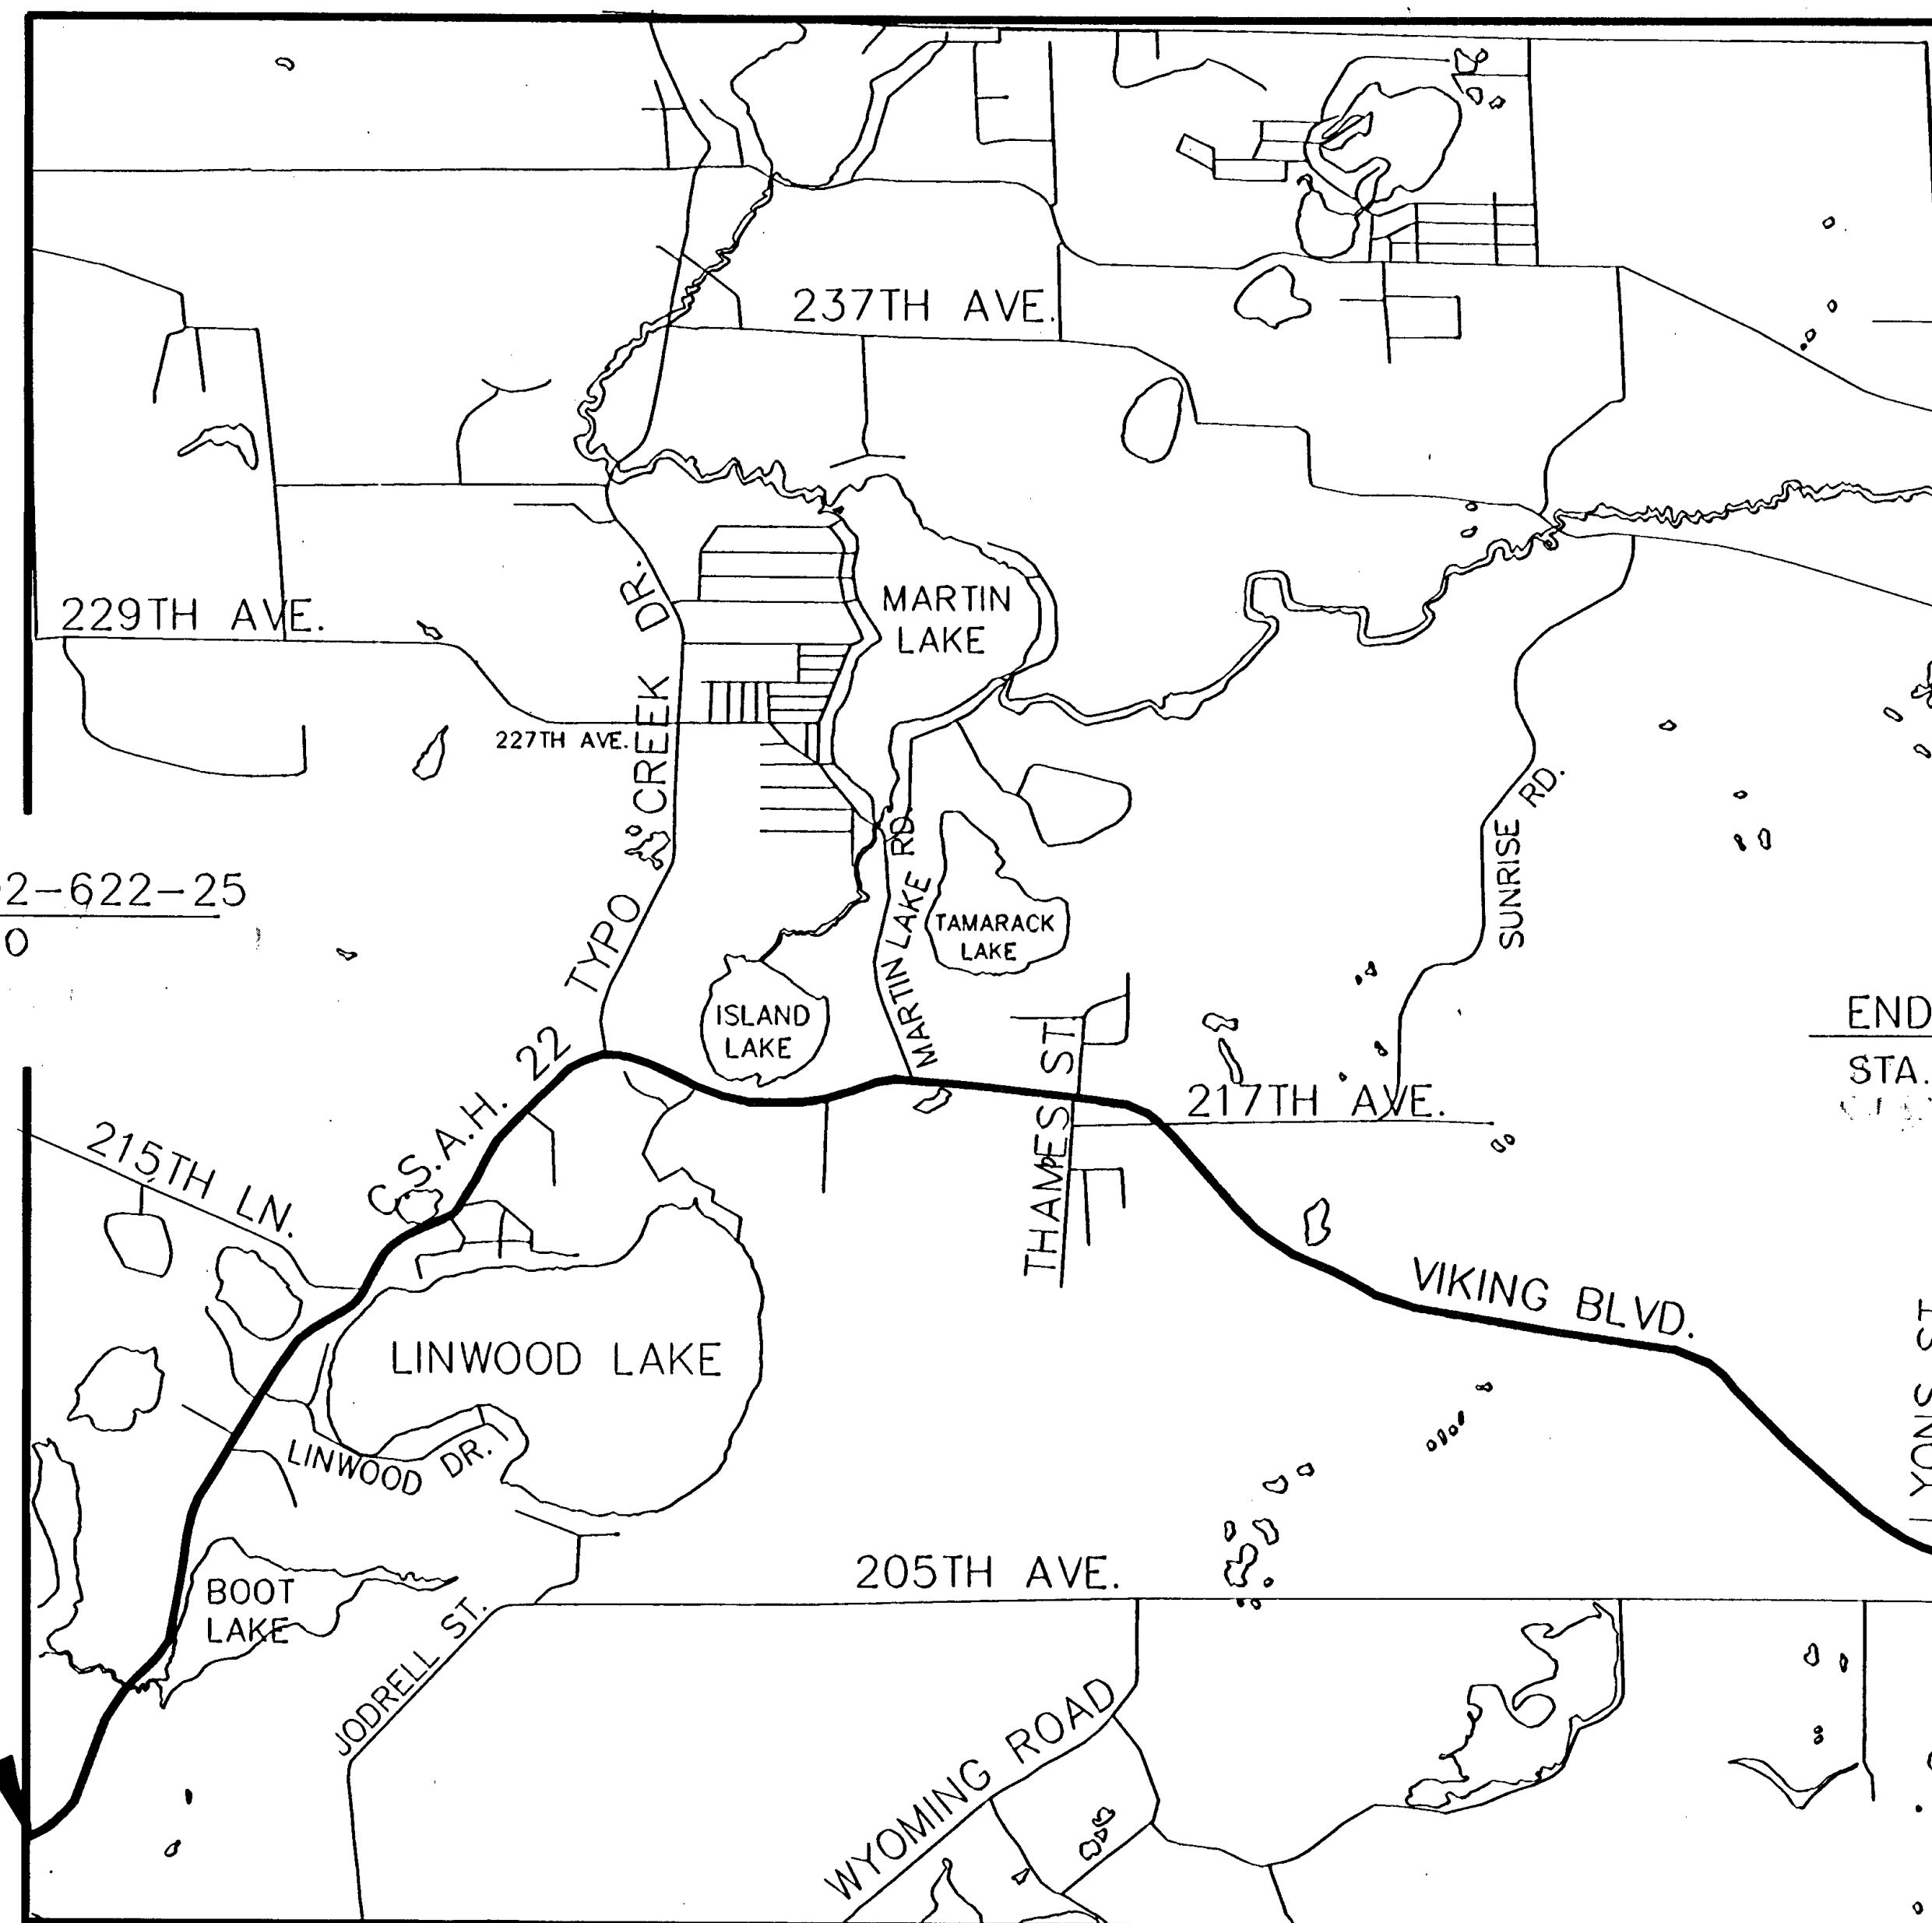 237TH AVE.
229TH AVE.
MARTIN
LAKE
227TH AVE.
TYPO CREEK DR.
SUNRISE RD.
2-622-25
0
MARTIN LAKE RD.
TAMARACK
LAKE
ISLAND
LAKE
END
STA.
217TH AVE.
THAMES ST.
C.S.A.H. 22
215TH LN.
VIKING BLVD.
LINWOOD LAKE
LYONS ST.
LINWOOD DR.
205TH AVE.
BOOT
LAKE
JODRELL ST.
WYOMING ROAD